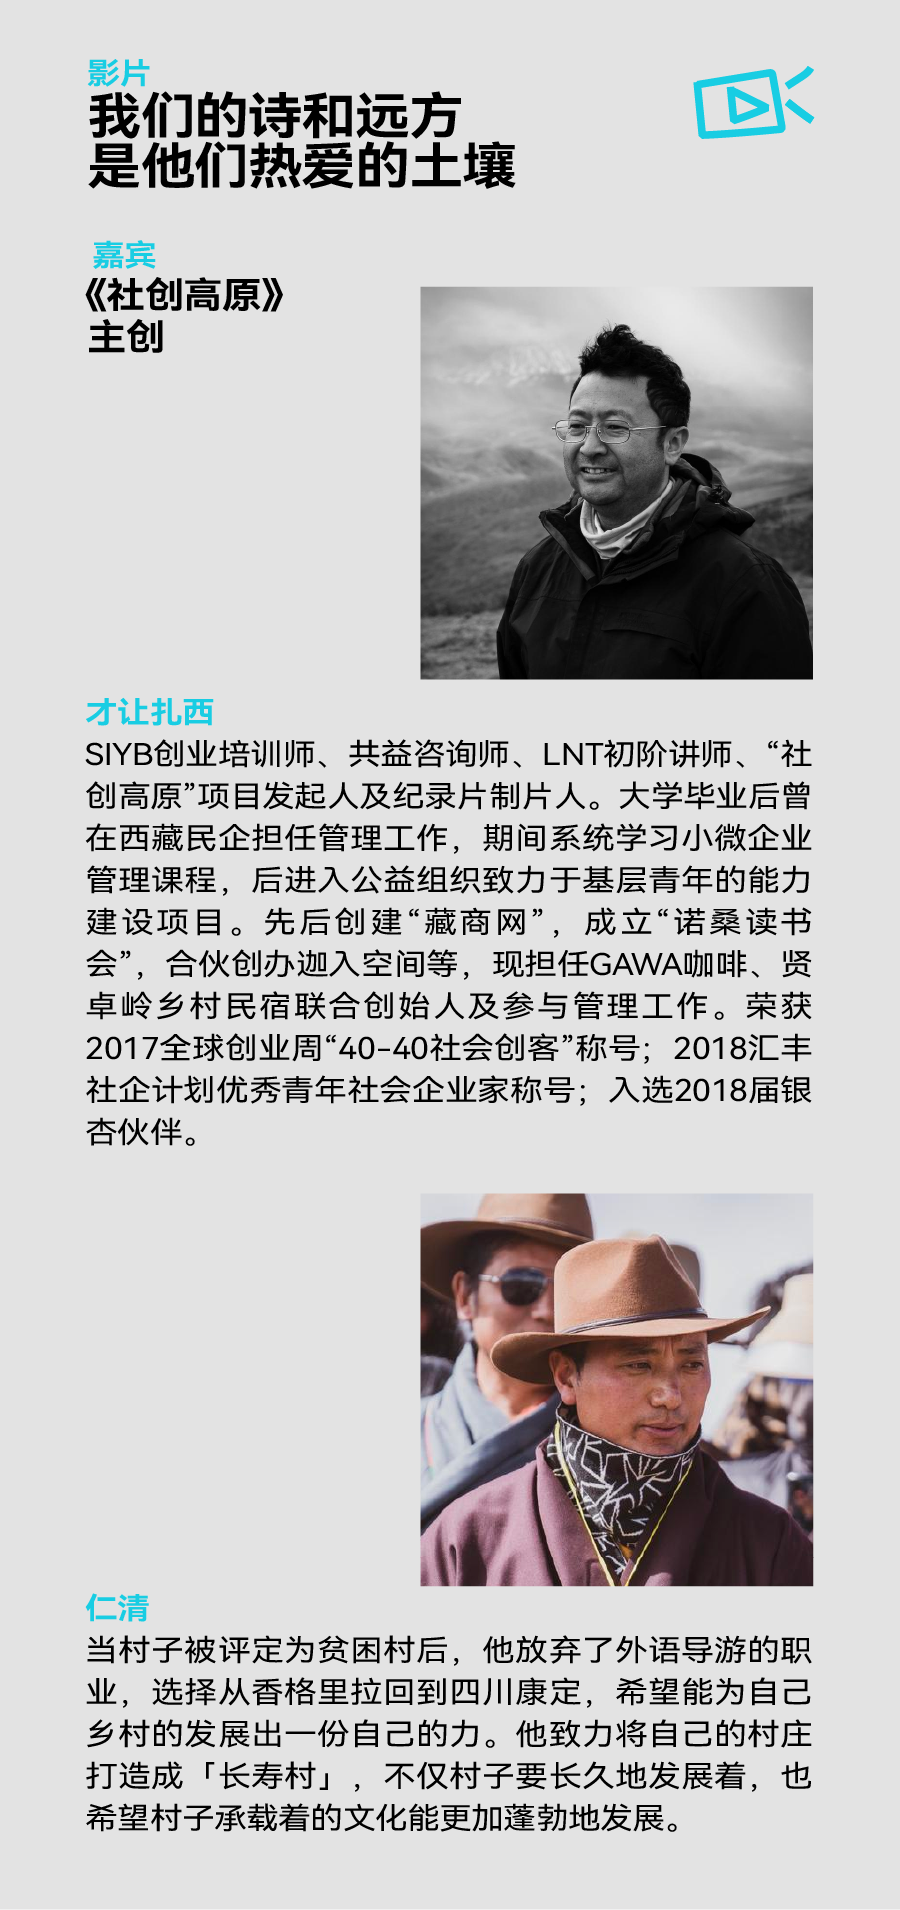 影片
我们的诗和远方
是他们热爱的土壤
嘉宾
《社创高原》
主创
才让扎西
SIYB创业培训师、共益咨询师、LNT初阶讲师、“社
创高原”项目发起人及纪录片制片人。大学毕业后曾
在西藏民企担任管理工作，期间系统学习小微企业
管理课程，后进入公益组织致力于基层青年的能力
建设项目。先后创建“藏商网”，成立“诺桑读书
会”，合伙创办迦入空间等，现担任GAWA咖啡、贤
卓岭乡村民宿联合创始人及参与管理工作。荣获
2017全球创业周“40-40社会创客”称号；2018汇丰
社企计划优秀青年社会企业家称号；入选2018届银
杏伙伴。
仁清
当村子被评定为贫困村后，他放弃了外语导游的职
业，选择从香格里拉回到四川康定，希望能为自己
乡村的发展出一份自己的力。他致力将自己的村庄
打造成「长寿村」，不仅村子要长久地发展着，也
希望村子承载着的文化能更加蓬勃地发展。